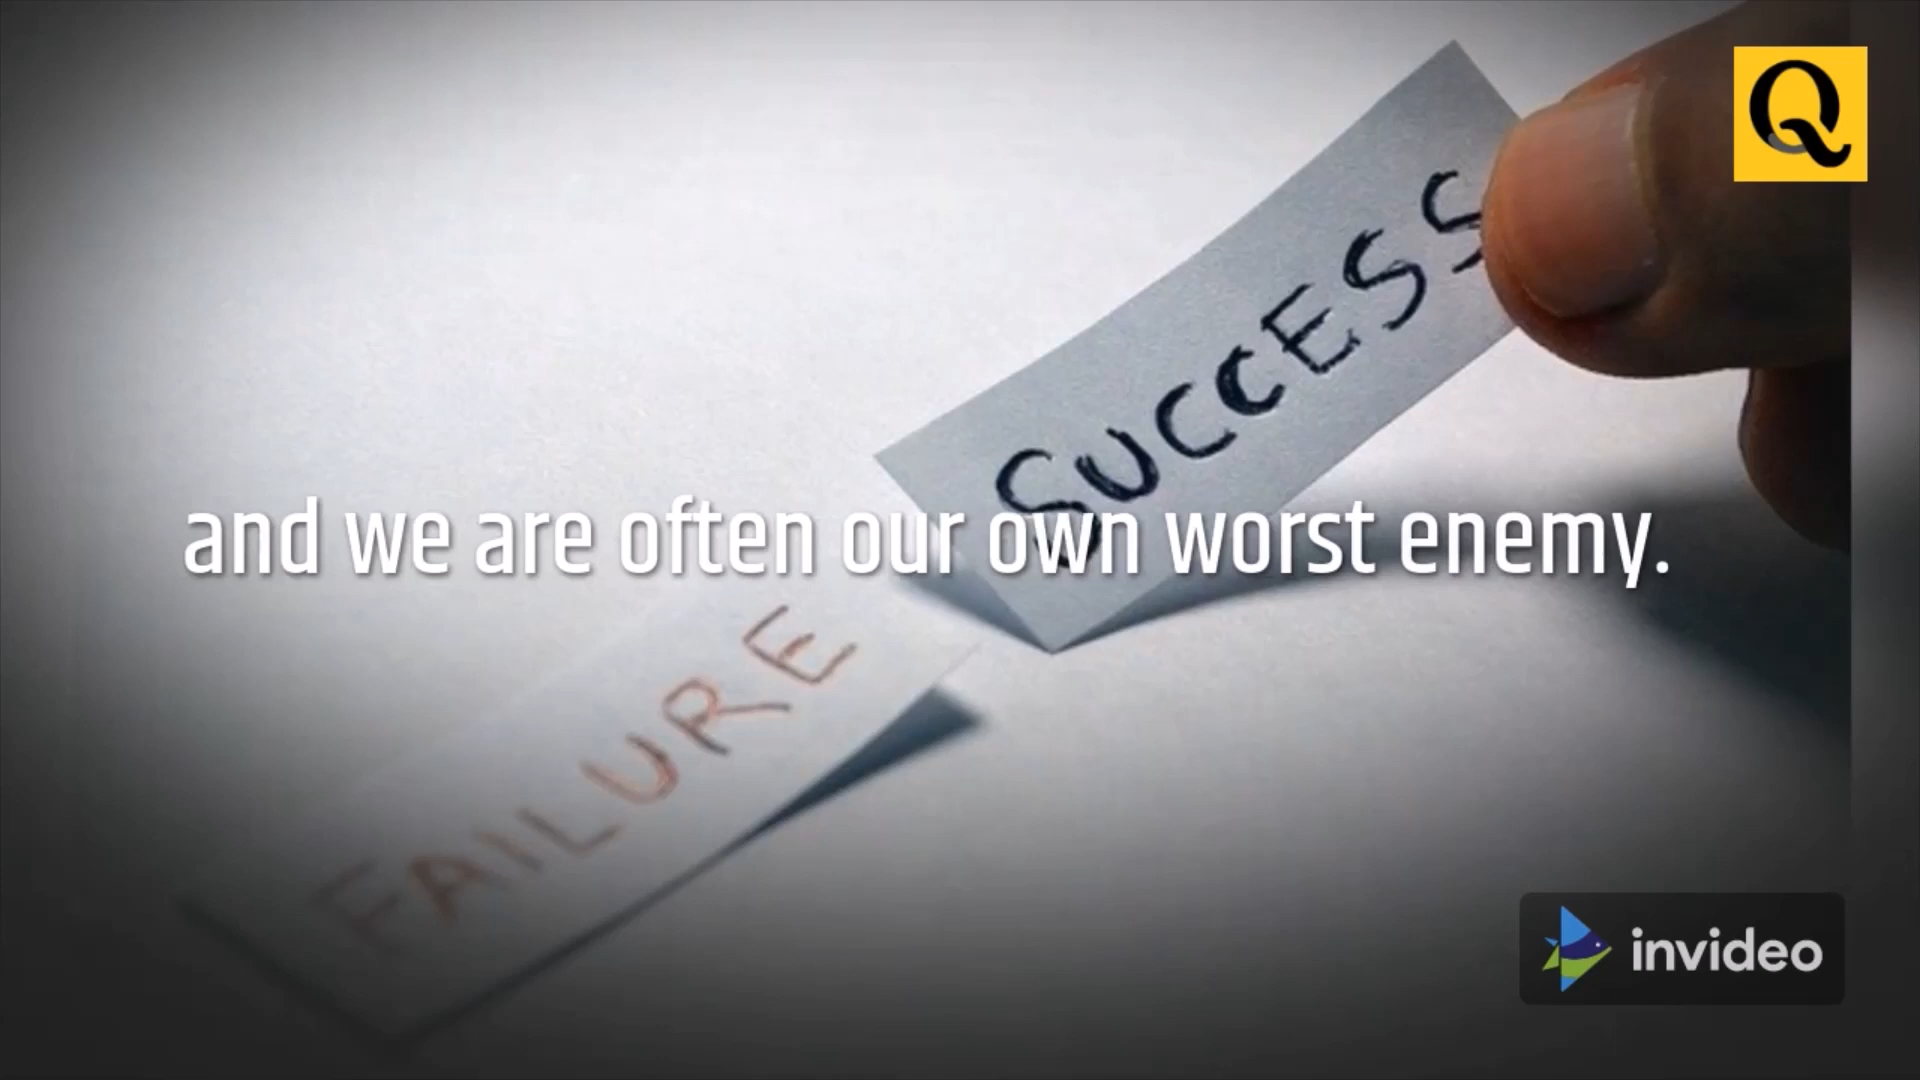 Q
SUCCESS
and we are often our own worst enemy.
FAILURE
invideo